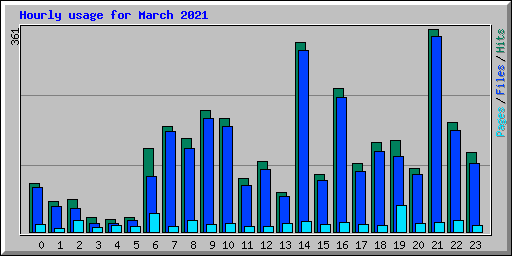 Hourly usage for March 2021
361
Pages/Files/Hits
0 1 2 3 4 5 6 7 8 9 10 11 12 13 14 15 16 17 18 19 20 21 22 23